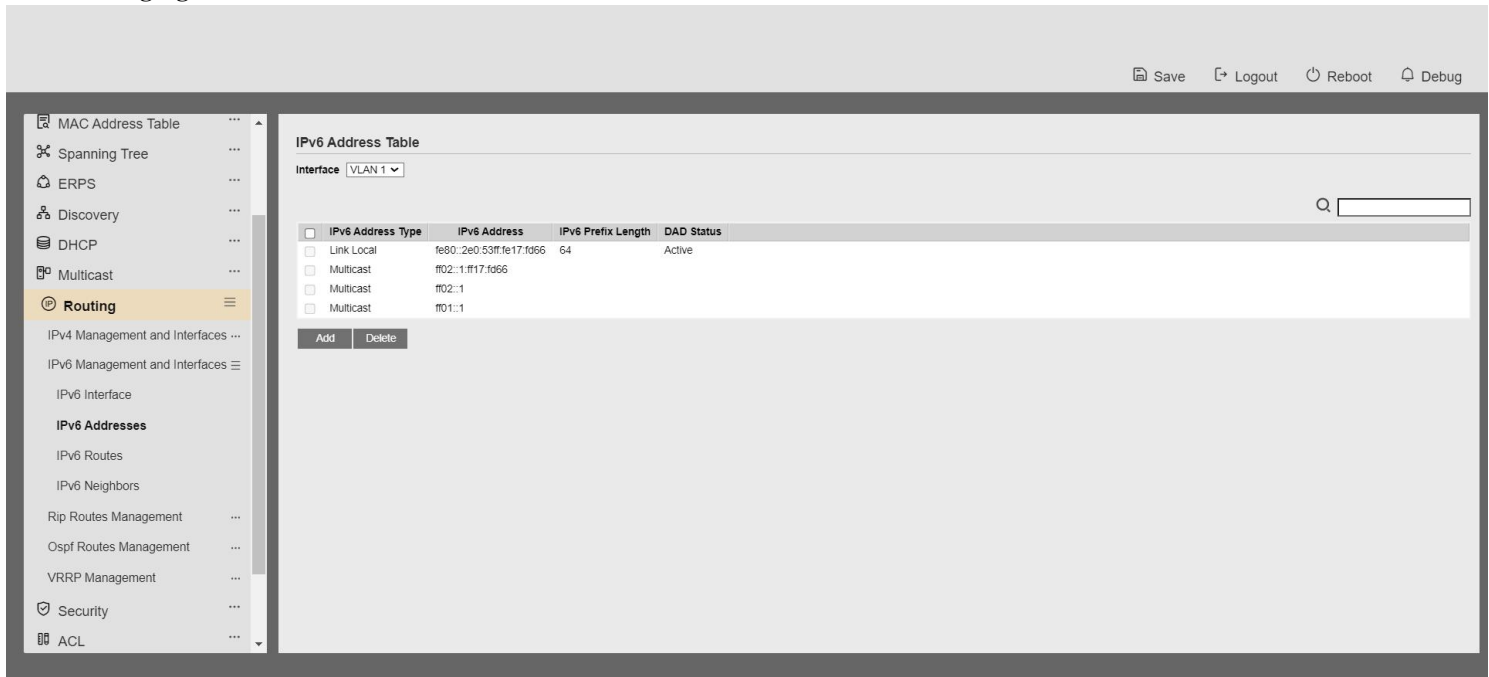 Save Logout Reboot Debug
MAC Address Table ...
Spanning Tree ...
ERPS ...
Discovery ...
DHCP ...
Multicast ...
Routing
IPv4 Management and Interfaces ...
IPv6 Management and Interfaces
IPv6 Interface
IPv6 Addresses
IPv6 Routes
IPv6 Neighbors
Rip Routes Management ...
Ospf Routes Management ...
VRRP Management ...
Security ...
ACL ...
IPv6 Address Table
Interface VLAN 1
IPv6 Address Type IPv6 Address IPv6 Prefix Length DAD Status
Link Local fe80::2e0:53ff:fe17:fd66 64 Active
Multicast ff02::1:ff17:fd66
Multicast ff02::1
Multicast ff01::1
Add Delete